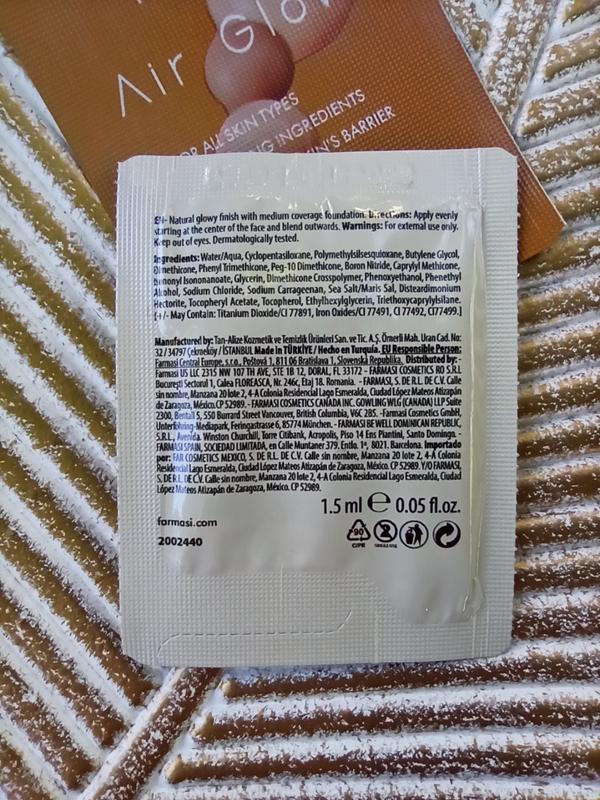 Air Glow
FOR ALL SKIN TYPES
INGREDIENTS
SKIN'S BARRIER
EN- Natural glowy finish with medium coverage foundation. Directions: Apply evenly
starting at the center of the face and blend outwards. Warnings: For external use only.
Keep out of eyes. Dermatologically tested.
Ingredients: Water/Aqua, Cyclopentasiloxane, Polymethylsilsesquioxane, Butylene Glycol,
Dimethicone, Phenyl Trimethicone, Peg-10 Dimethicone, Boron Nitride, Caprylyl Methicone,
Isononyl Isononanoate, Glycerin, Dimethicone Crosspolymer, Phenoxyethanol, Phenethyl
Alcohol, Sodium Chloride, Sodium Carrageenan, Sea Salt/Maris Sal, Disteardimonium
Hectorite, Tocopheryl Acetate, Tocopherol, Ethylhexylglycerin, Triethoxycaprylylsilane.
[+/- May Contain: Titanium Dioxide/CI 77891, Iron Oxides/CI 77491, CI 77492, CI77499.]
Manufactured by: Tan-Alize Kozmetik ve Temizlik Ürünleri San. ve Tic. A.Ş. Ömerli Mah. Uran Cad. No:
32 / 34797 Çekmeköy / İSTANBUL Made in TÜRKİYE / Hecho en Turquía. EU Responsible Person:
Farmasi Central Europe, s.r.o., Poštová 1, 811 06 Bratislava 1, Slovenská Republika. Distributed by: -
Farmasi US LLC 2315 NW 107 TH AVE, STE 1B 12, DORAL, FL 33172 - FARMASI COSMETICS RO S.R.L
București Sectorul 1, Calea FLOREASCA, Nr. 246c, Etaj 18. Romania. - FARMASI, S. DE R.L. DE C.V. Calle
sin nombre, Manzana 20 lote 2, 4-A Colonia Residencial Lago Esmeralda, Ciudad López Mateos Atizapán
de Zaragoza, México. CP 52989. - FARMASI COSMETICS CANADA INC. GOWLING WLG (CANADA) LLP Suite
2300, Bentall 5, 550 Burrard Street Vancouver, British Columbia, V6C 2B5. -Farmasi Cosmetics GmbH,
Unterföhring-Mediapark, Feringastrasse 6, 85774 München. - FARMASI BE WELL DOMINICAN REPUBLIC,
S.R.L., Avenida. Winston Churchil, Torre Citibank, Acropolis, Piso 14 Ens Piantini, Santo Domingo. -
FARMASI SPAIN, SOCIEDAD LIMITADA, en Calle Muntaner 379. Entlo. 1ª, 8021. Barcelona. Importado
por: FAR COSMETICS MEXICO, S. DE R.L. DE C.V. Calle sin nombre, Manzana 20 lote 2, 4-A Colonia
Residencial Lago Esmeralda, Ciudad López Mateos Atizapán de Zaragoza, México. CP 52989. Y/O FARMASI,
S. DE R.L. DE C.V. Calle sin nombre, Manzana 20 lote 2, 4-A Colonia Residencial Lago Esmeralda, Ciudad
López Mateos Atizapán de Zaragoza, México. CP 52989.
1.5 ml ℮ 0.05 fl.oz.
farmasi.com
2002440
90
C/PE
SINGLE USE